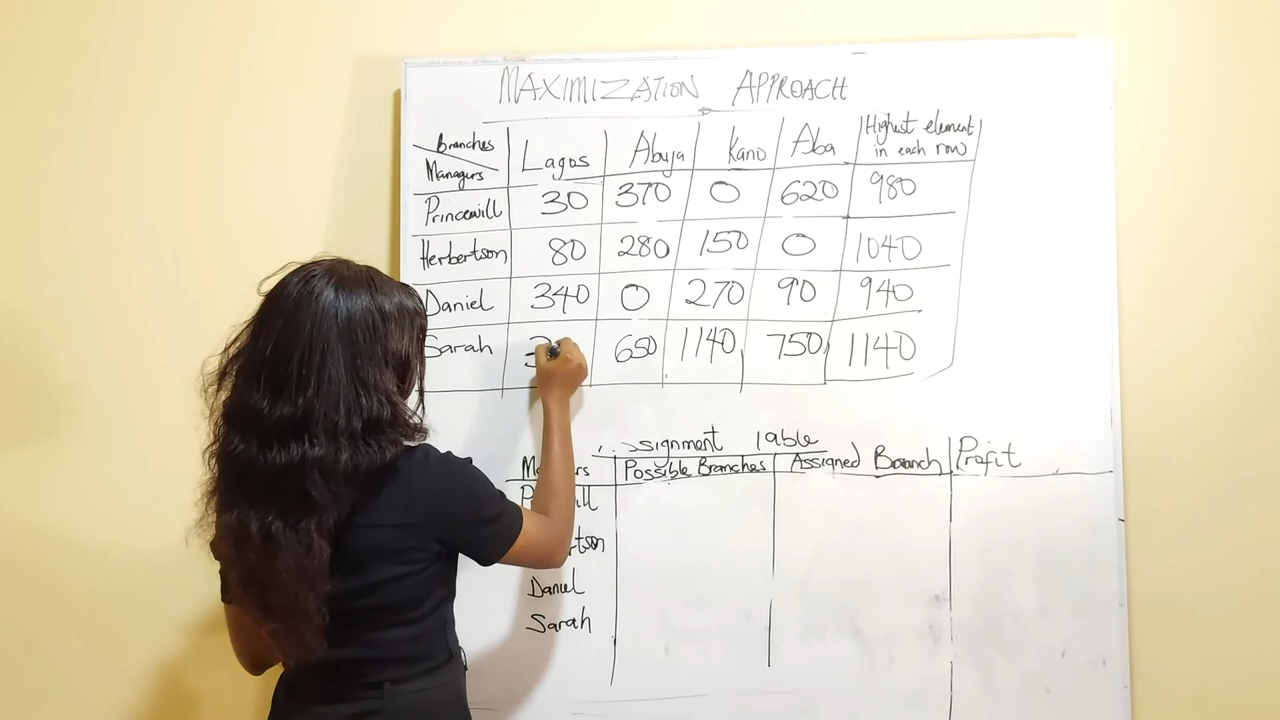 MAXIMIZATION APPROACH
Branches
Managers
Lagos Abuja Kano Aba Highest element in each row
Princewill 30 370 0 620 980
Herbertson 80 280 150 0 1040
Daniel 340 0 270 90 940
Sarah 650 1140 750 1140
Table
Possible Branches Assigned Branch Profit
Daniel
Sarah